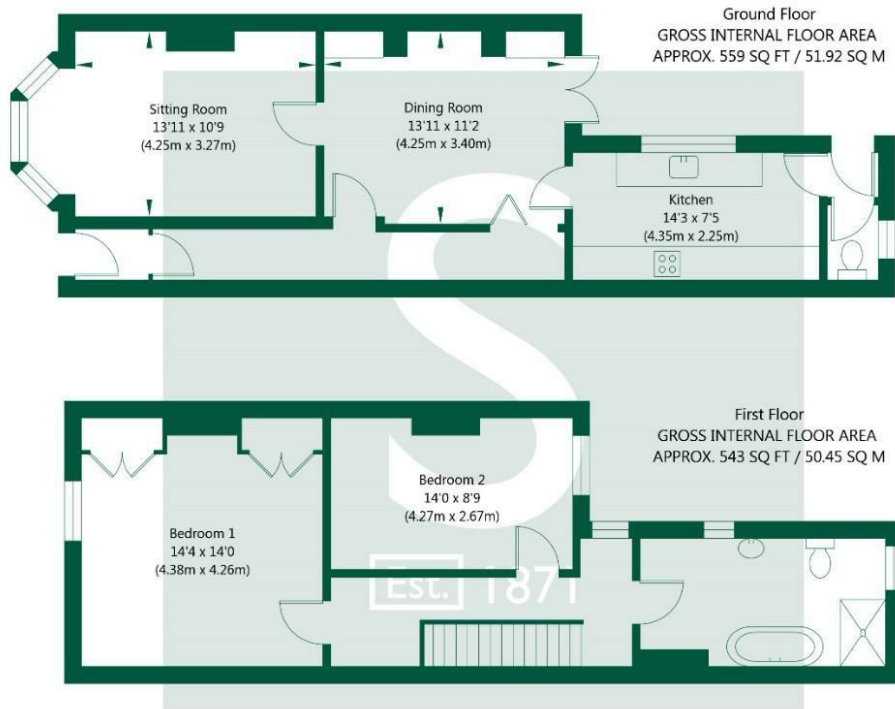 Ground Floor
GROSS INTERNAL FLOOR AREA
APPROX. 559 SQ FT / 51.92 SQ M
Sitting Room
13'11 x 10'9
(4.25m x 3.27m)
Dining Room
13'11 x 11'2
(4.25m x 3.40m)
Kitchen
14'3 x 7'5
(4.35m x 2.25m)
S
First Floor
GROSS INTERNAL FLOOR AREA
APPROX. 543 SQ FT / 50.45 SQ M
Bedroom 2
14'0 x 8'9
(4.27m x 2.67m)
Bedroom 1
14'4 x 14'0
(4.38m x 4.26m)
Est. 1871